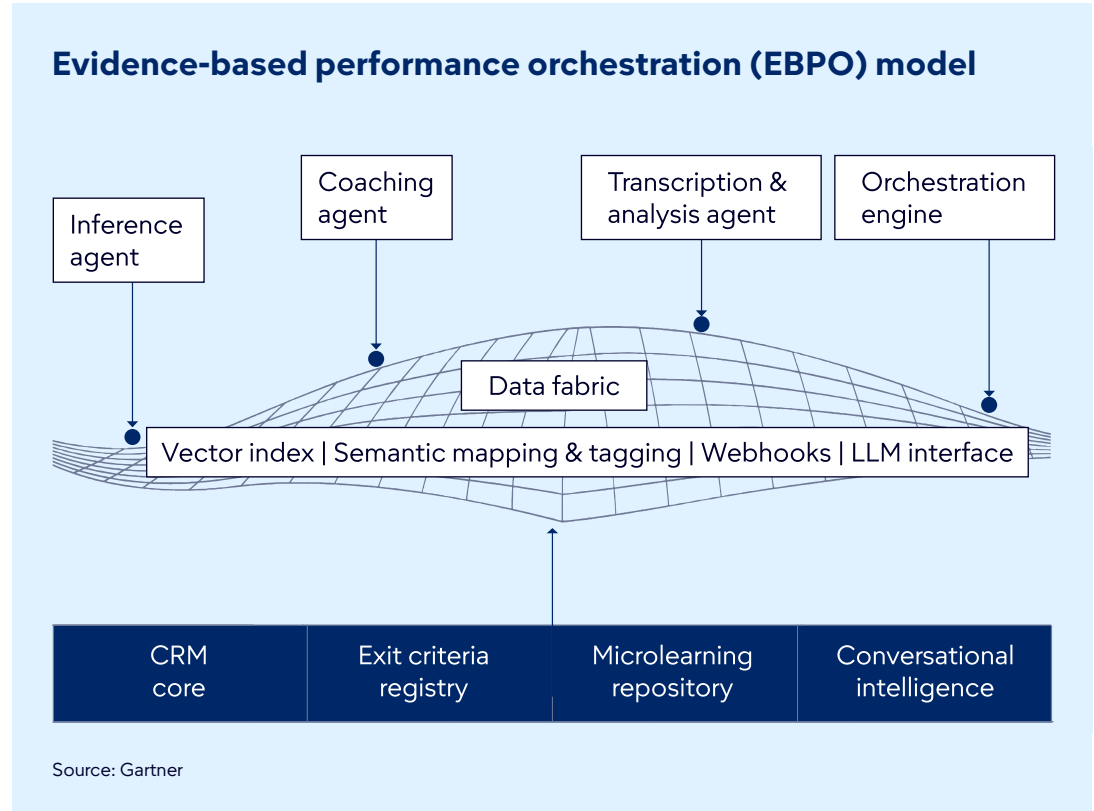 Evidence-based performance orchestration (EBPO) model
Inference
agent
Coaching
agent
Transcription &
analysis agent
Orchestration
engine
Data fabric
Vector index | Semantic mapping & tagging | Webhooks | LLM interface
CRM
core
Exit criteria
registry
Microlearning
repository
Conversational
intelligence
Source: Gartner